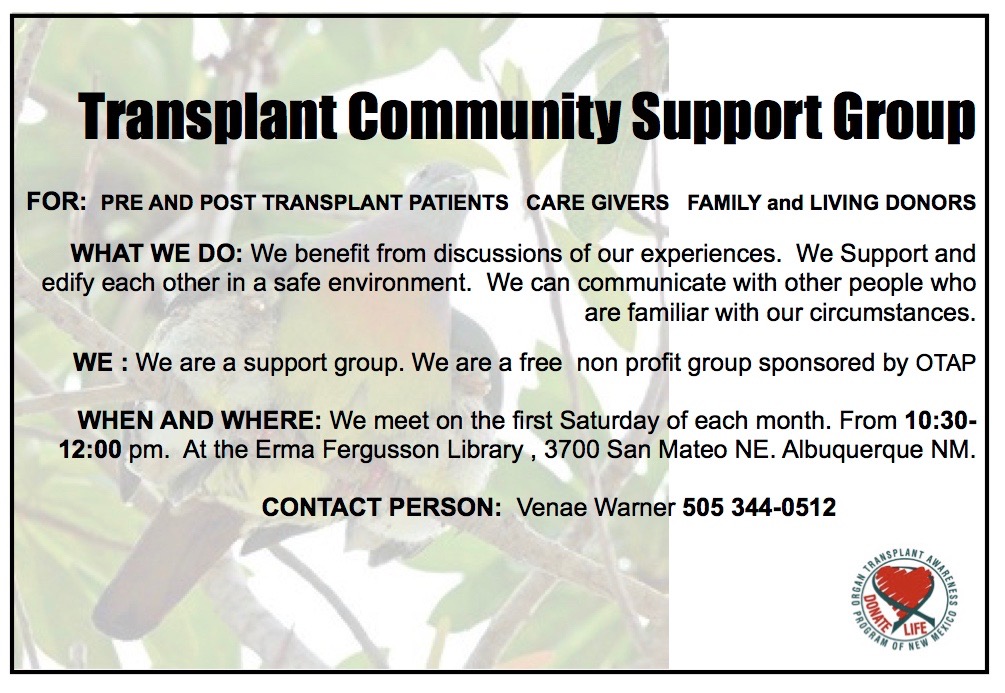 Transplant Community Support Group
FOR: PRE AND POST TRANSPLANT PATIENTS CARE GIVERS FAMILY and LIVING DONORS
WHAT WE DO: We benefit from discussions of our experiences. We Support and
edify each other in a safe environment. We can communicate with other people who
are familiar with our circumstances.
WE : We are a support group. We are a free non profit group sponsored by OTAP
WHEN AND WHERE: We meet on the first Saturday of each month. From 10:30-
12:00 pm. At the Erma Fergusson Library , 3700 San Mateo NE. Albuquerque NM.
CONTACT PERSON: Venae Warner 505 344-0512
ORGAN TRANSPLANT AWARENESS
PROGRAM OF NEW MEXICO
DONATE
LIFE